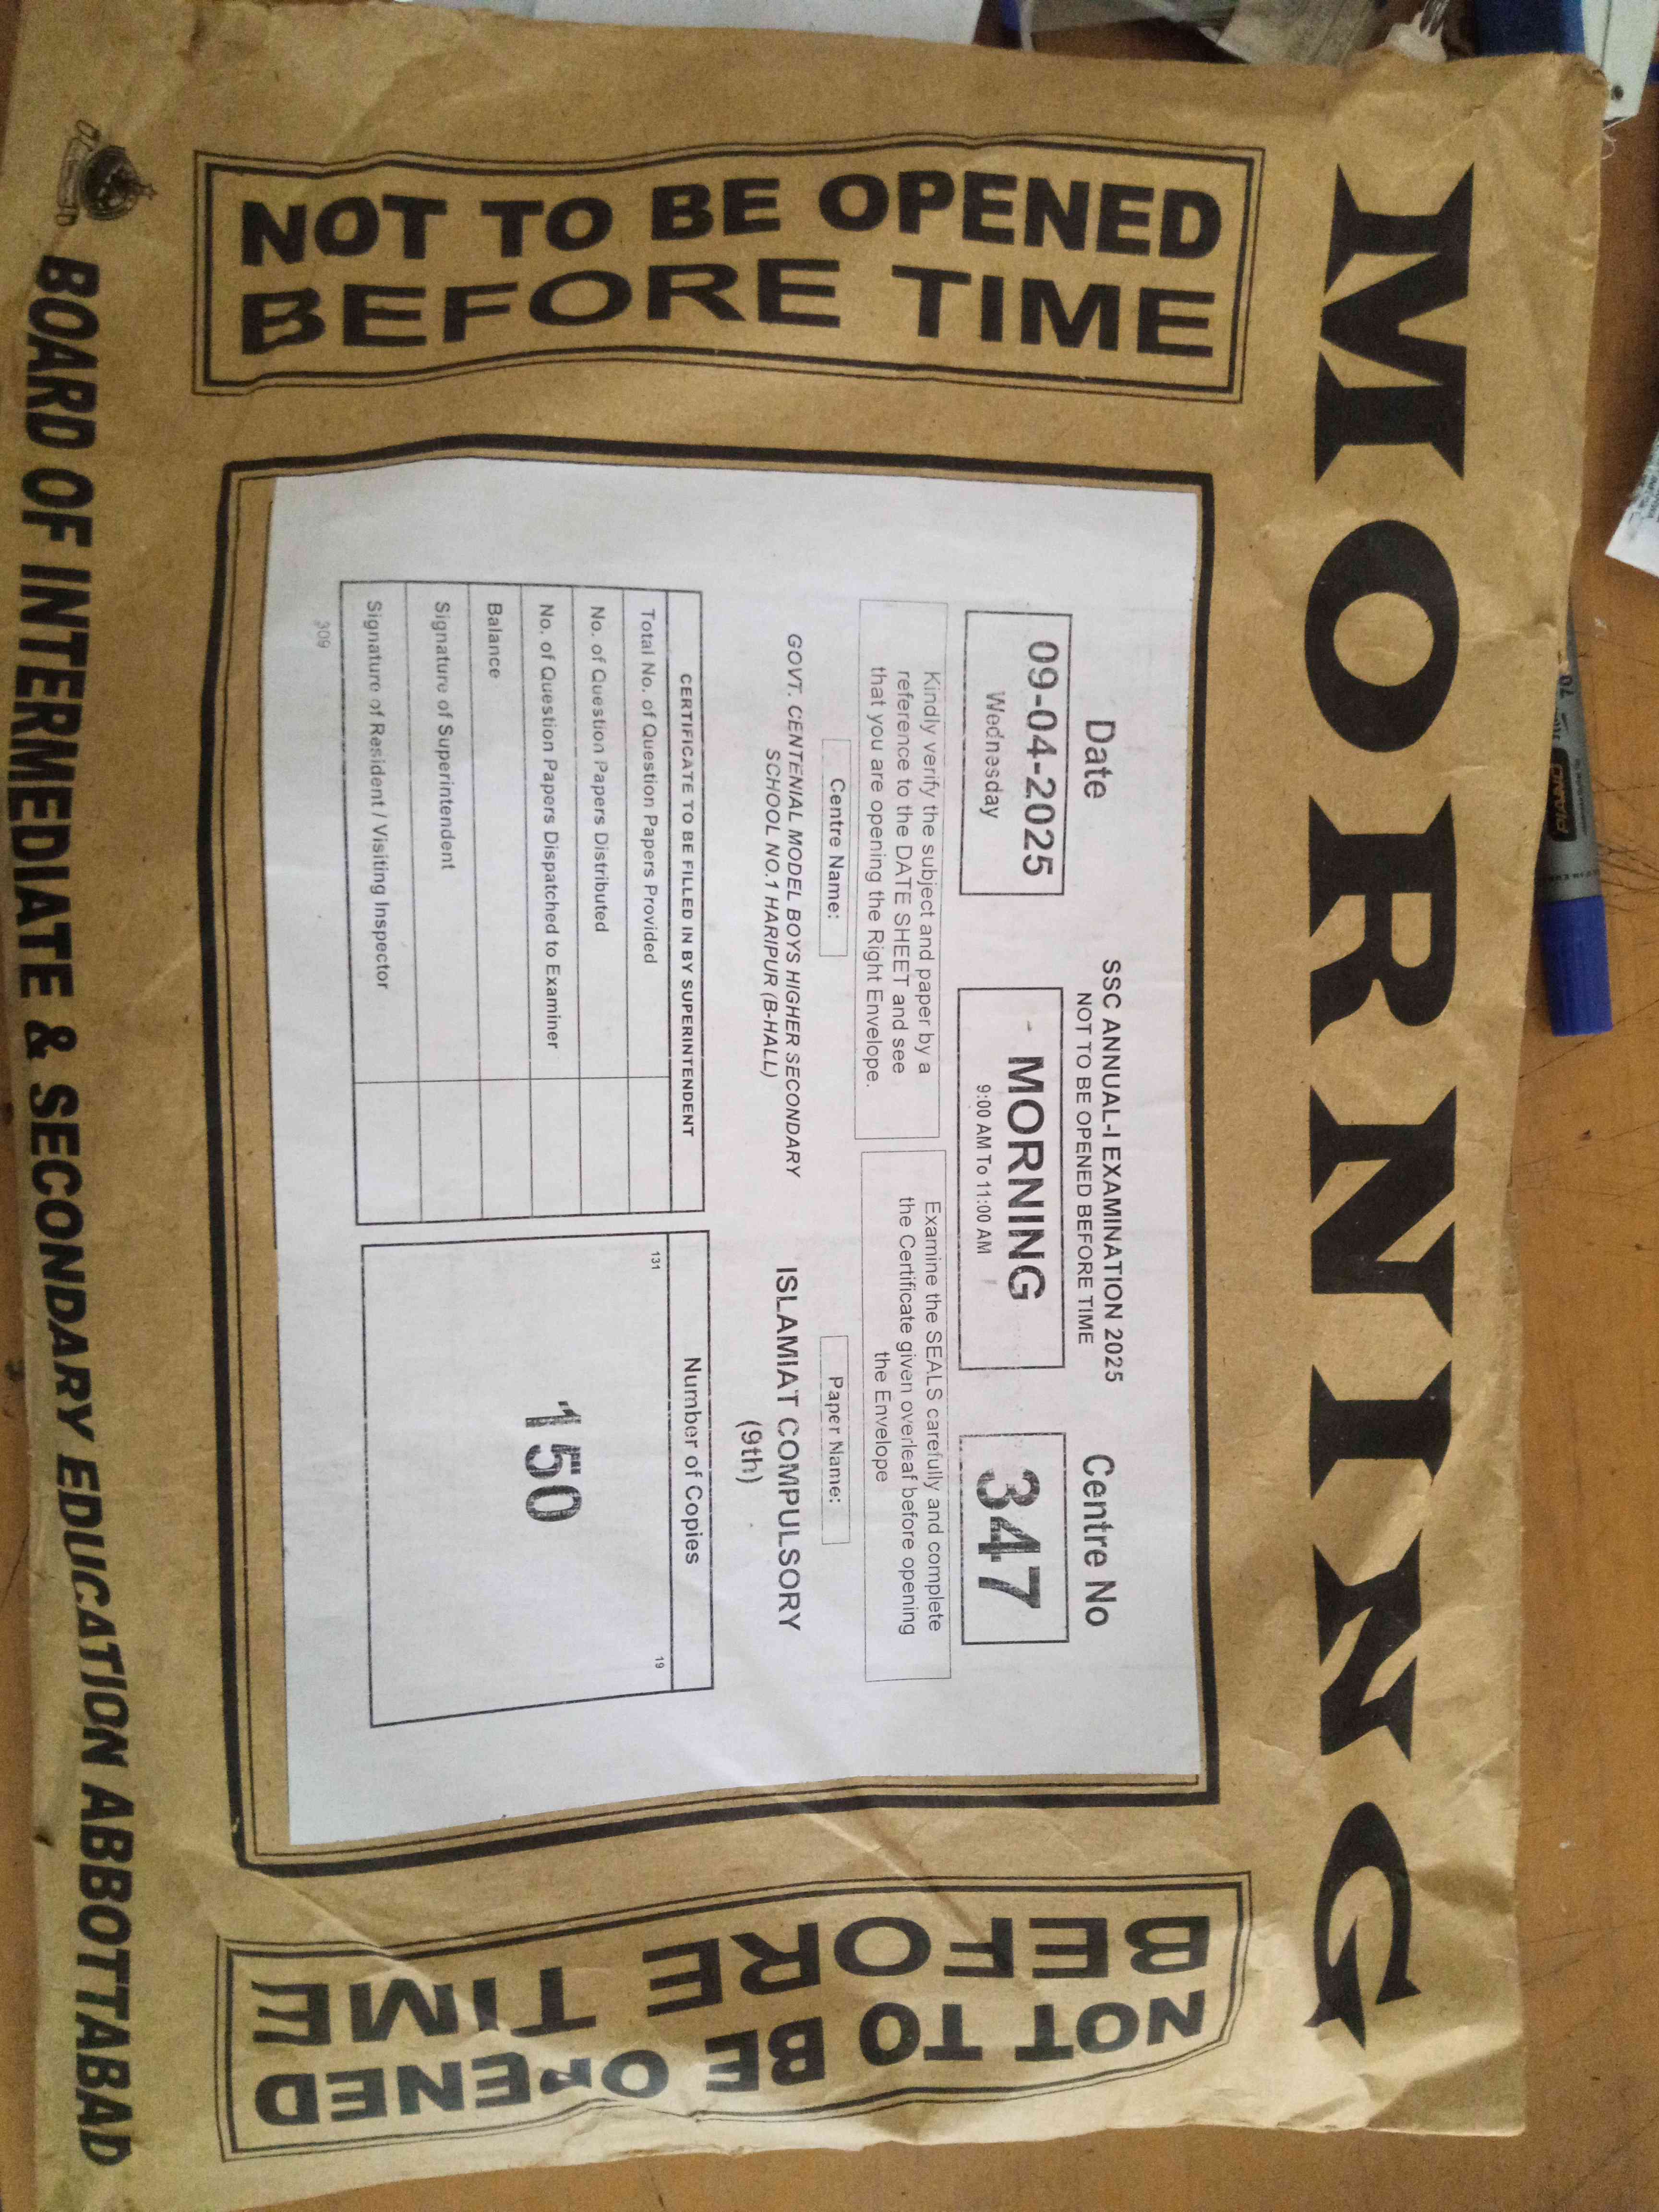 MORNING
NOT TO BE OPENED
BEFORE TIME
SSC ANNUAL-I EXAMINATION 2025
NOT TO BE OPENED BEFORE TIME
Date
Centre No
09-04-2025
Wednesday
- MORNING
9:00 AM To 11:00 AM
347
Kindly verify the subject and paper by a
reference to the DATE SHEET and see
that you are opening the Right Envelope.
Examine the SEALS carefully and complete
the Certificate given overleaf before opening
the Envelope
Centre Name:
Paper Name:
GOVT. CENTENIAL MODEL BOYS HIGHER SECONDARY
SCHOOL NO.1 HARIPUR (B-HALL)
ISLAMIAT COMPULSORY
(9th)
CERTIFICATE TO BE FILLED IN BY SUPERINTENDENT
Total No. of Question Papers Provided
No. of Question Papers Distributed
No. of Question Papers Dispatched to Examiner
Balance
Signature of Superintendent
Signature of Resident / Visiting Inspector
309
Number of Copies
131
19
150
NOT TO BE OPENED
BEFORE TIME
BOARD OF INTERMEDIATE & SECONDARY EDUCATION ABBOTTABAD